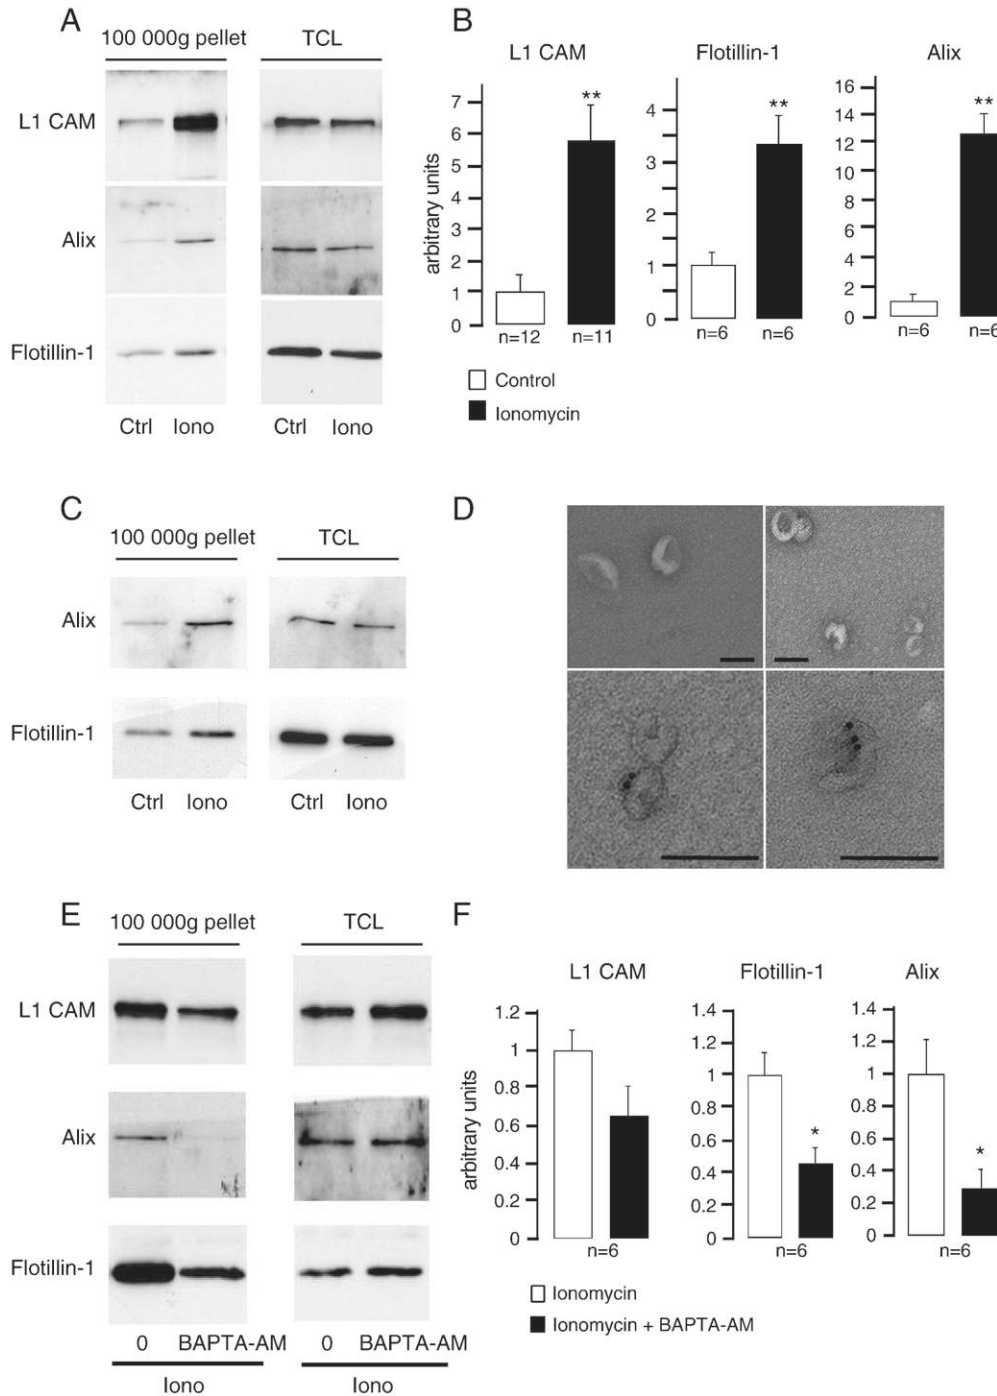 A
100 000g pellet
TCL
L1 CAM
Alix
Flotillin-1
Ctrl
Iono
Ctrl
Iono
B
L1 CAM
Flotillin-1
Alix
arbitrary units
7
6
5
4
3
2
1
0
**
n=12
n=11
4
3
2
1
0
**
n=6
n=6
16
14
12
10
8
6
4
2
0
**
n=6
n=6
Control
Ionomycin
C
100 000g pellet
TCL
Alix
Flotillin-1
Ctrl
Iono
Ctrl
Iono
D
E
100 000g pellet
TCL
L1 CAM
Alix
Flotillin-1
0
BAPTA-AM
0
BAPTA-AM
Iono
Iono
F
L1 CAM
Flotillin-1
Alix
arbitrary units
1.2
1
0.8
0.6
0.4
0.2
0
n=6
1.4
1.2
1
0.8
0.6
0.4
0.2
0
*
n=6
1.4
1.2
1
0.8
0.6
0.4
0.2
0
*
n=6
Ionomycin
Ionomycin + BAPTA-AM